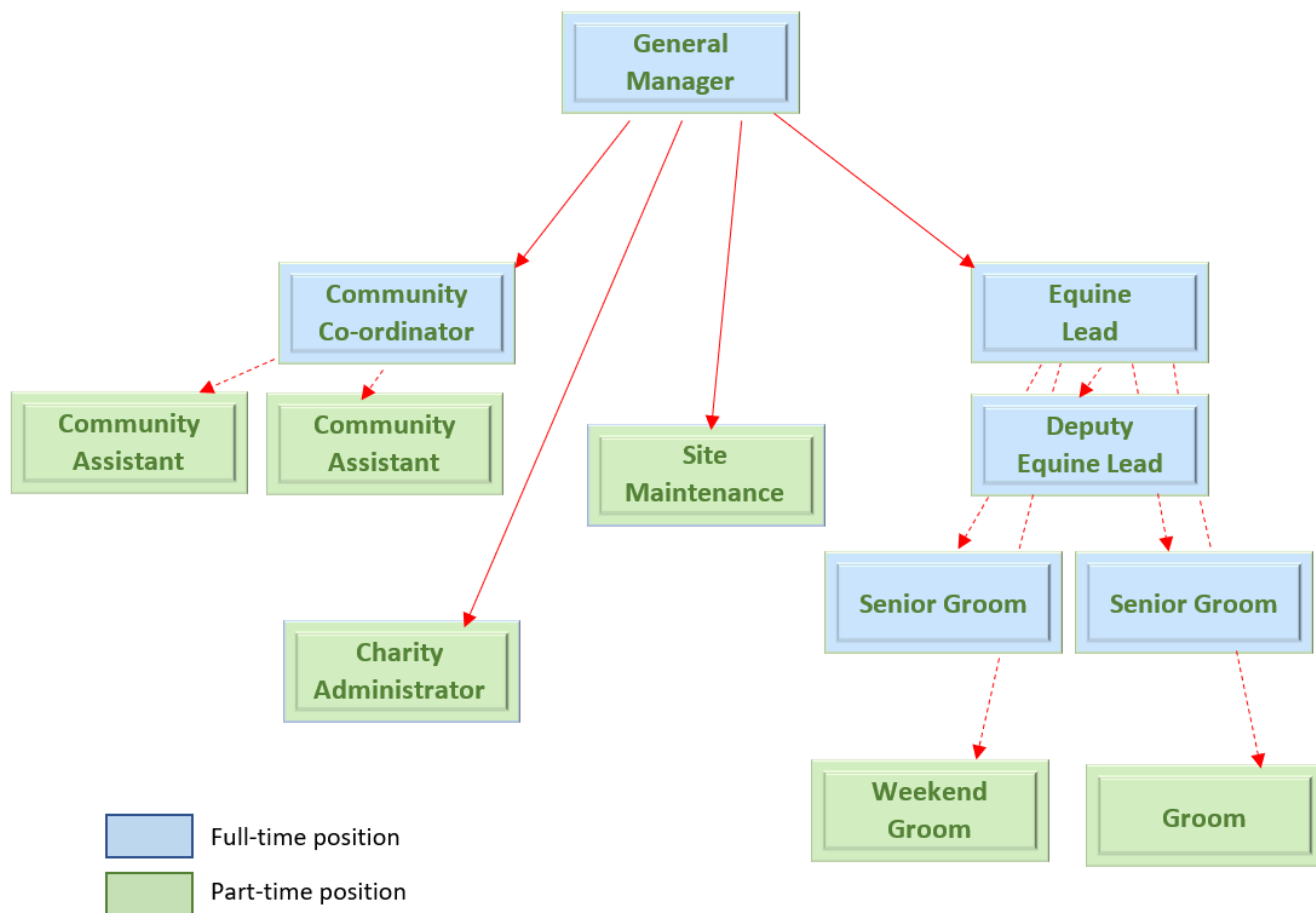 General
Manager
Community
Co-ordinator
Equine
Lead
Community
Assistant
Community
Assistant
Site
Maintenance
Deputy
Equine Lead
Senior Groom
Senior Groom
Charity
Administrator
Weekend
Groom
Groom
Full-time position
Part-time position